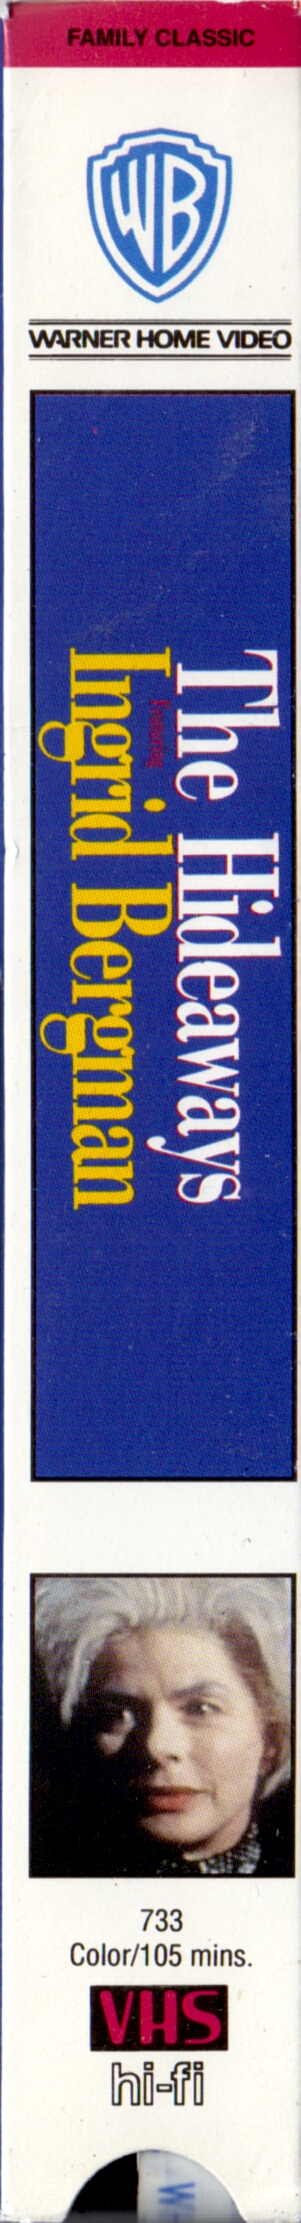 FAMILY CLASSIC
WB
WARNER HOME VIDEO
The Hideaways
Featuring
Ingrid Bergman
733
Color/105 mins.
VHS
hi-fi
W-